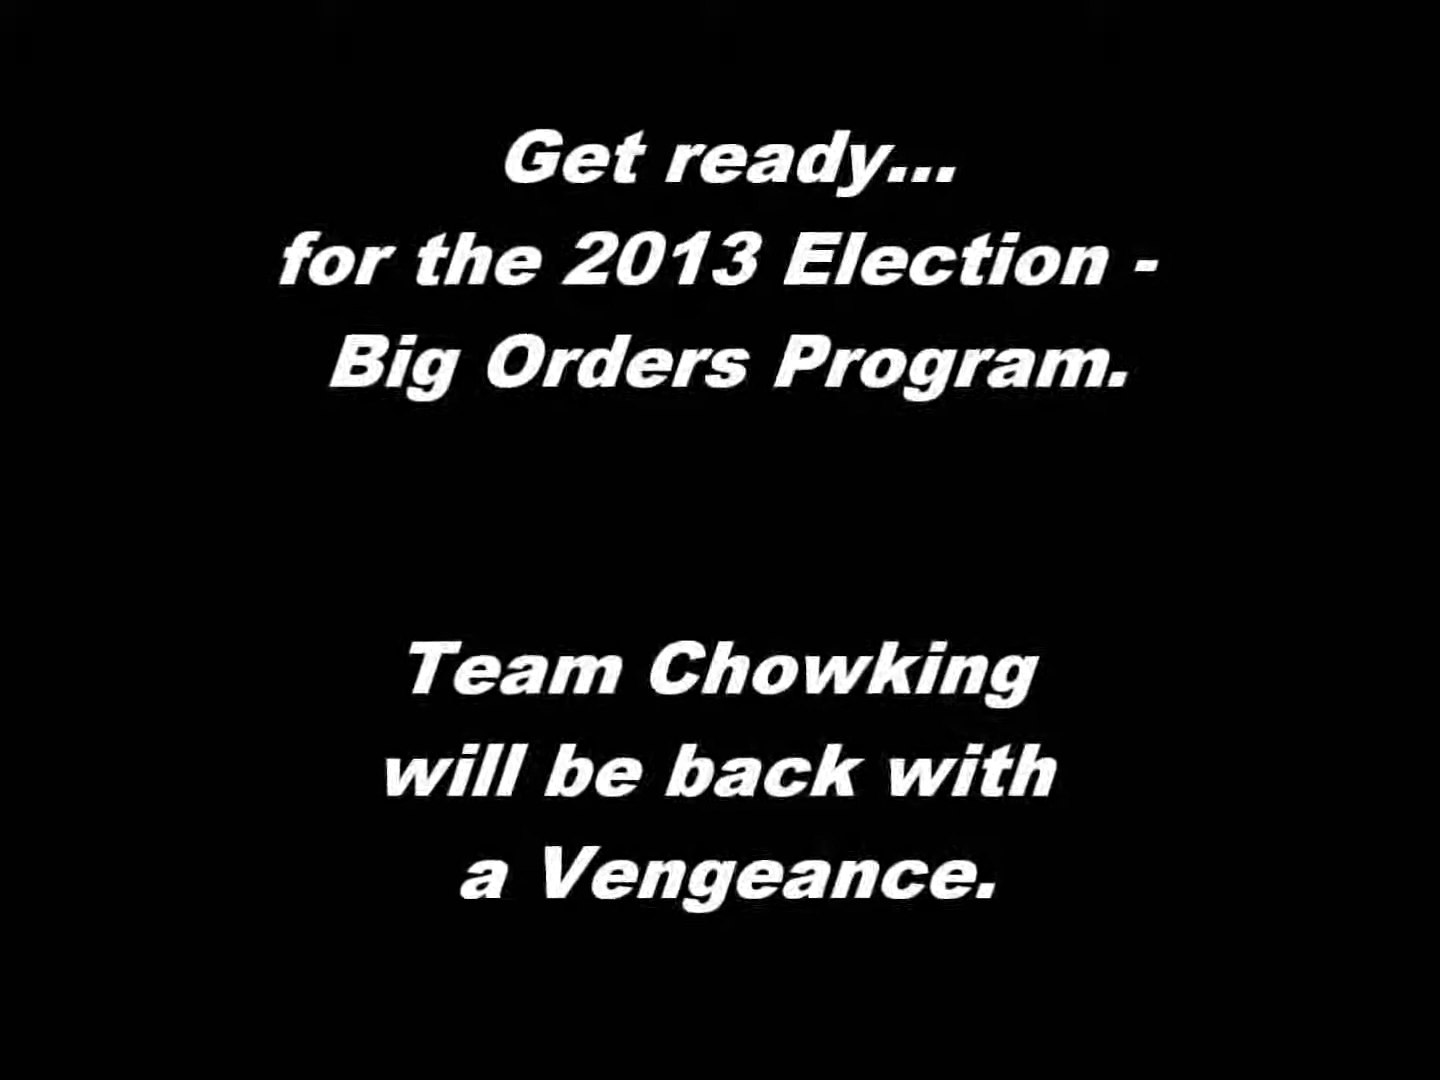 Get ready...
for the 2013 Election -
Big Orders Program.
Team Chowking
will be back with
a Vengeance.